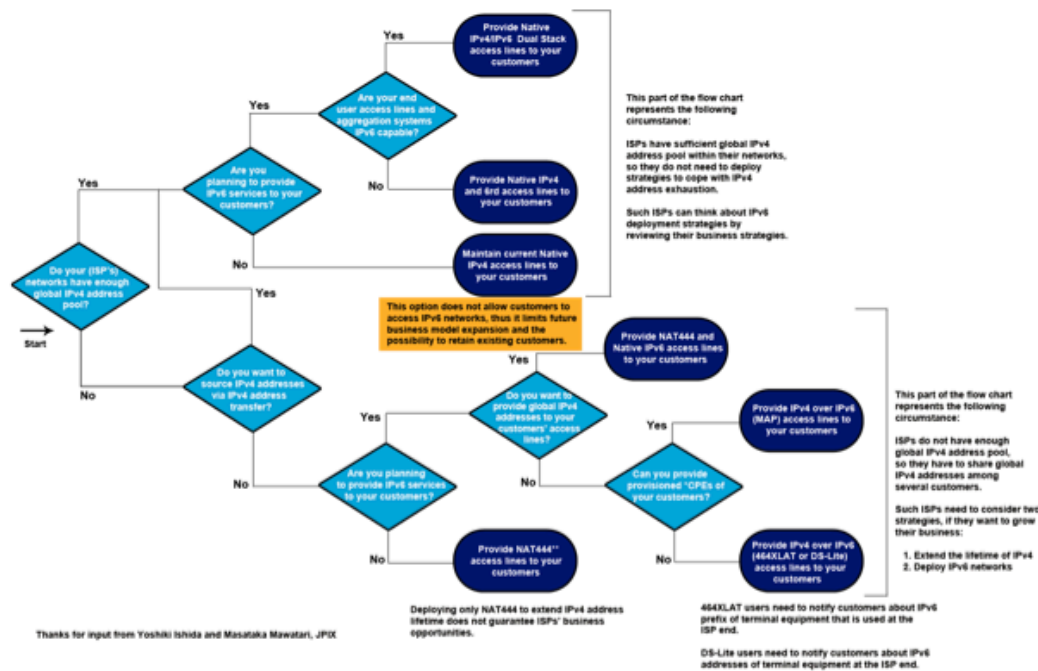 Yes
Provide Native
IPv4/IPv6 Dual Stack
access lines to your
customers
Are your end
user access lines and
aggregation systems
IPv6 capable?
Yes
No
Provide Native IPv4
and 6rd access lines to
your customers
This part of the flow chart
represents the following
circumstance:
ISPs have sufficient global IPv4
address pool within their networks,
so they do not need to deploy
strategies to cope with IPv4
address exhaustion.
Such ISPs can think about IPv6
deployment strategies by
reviewing their business strategies.
Yes
Are you
planning to provide
IPv6 services to your
customers?
No
Maintain current Native
IPv4 access lines to
your customers
This option does not allow customers to
access IPv6 networks, thus it limits future
business model expansion and the
possibility to retain existing customers.
Do your (ISP's)
networks have enough
global IPv4 address
pool?
Start
Yes
No
Do you want to
source IPv4 addresses
via IPv4 address
transfer?
No
Yes
Provide NAT444 and
Native IPv6 access lines
to your customers
Do you want to
provide global IPv4
addresses to your
customers' access
lines?
Yes
No
Are you planning
to provide IPv6 services
to your customers?
No
Provide NAT444**
access lines to your
customers
Deploying only NAT444 to extend IPv4 address
lifetime does not guarantee ISPs' business
opportunities.
Yes
Provide IPv4 over IPv6
(MAP) access lines to
your customers
Can you provide
provisioned *CPEs of
your customers?
No
Provide IPv4 over IPv6
(464XLAT or DS-Lite)
access lines to your
customers
This part of the flow chart
represents the following
circumstance:
ISPs do not have enough
global IPv4 address pool,
so they have to share global
IPv4 addresses among
several customers.
Such ISPs need to consider two
strategies, if they want to grow
their business:
1. Extend the lifetime of IPv4
2. Deploy IPv6 networks
464XLAT users need to notify customers about IPv6
prefix of terminal equipment that is used at the
ISP end.
DS-Lite users need to notify customers about IPv6
addresses of terminal equipment at the ISP end.
Thanks for input from Yoshiki Ishida and Masataka Mawatari, JPIX